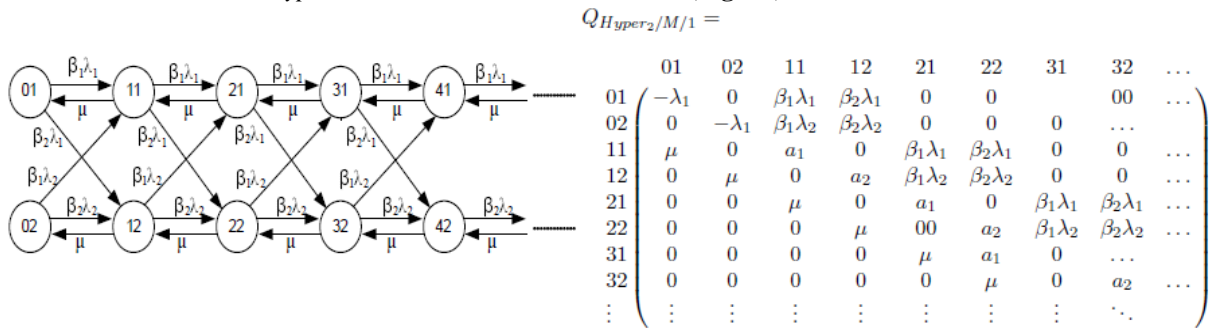 Q_{Hyper_2/M/1} =
β₁λ₁ β₁λ₁ β₁λ₁ β₁λ₁ β₁λ₁
01 11 21 31 41
μ μ μ μ μ
β₂λ₁ β₂λ₁ β₂λ₁ β₂λ₁
β₁λ₂ β₁λ₂ β₁λ₂ β₁λ₂
β₂λ₂ β₂λ₂ β₂λ₂ β₂λ₂ β₂λ₂
02 12 22 32 42
μ μ μ μ μ
01 02 11 12 21 22 31 32 ...
01 -λ₁ 0 β₁λ₁ β₂λ₁ 0 0 00 ...
02 0 -λ₁ β₁λ₂ β₂λ₂ 0 0 0 ...
11 μ 0 a₁ 0 β₁λ₁ β₂λ₁ 0 0 ...
12 0 μ 0 a₂ β₁λ₂ β₂λ₂ 0 0 ...
21 0 0 μ 0 a₁ 0 β₁λ₁ β₂λ₁ ...
22 0 0 0 μ 00 a₂ β₁λ₂ β₂λ₂ ...
31 0 0 0 0 μ a₁ 0 ...
32 0 0 0 0 0 μ 0 a₂ ...
⋮ ⋮ ⋮ ⋮ ⋮ ⋮ ⋮ ⋮ ⋱